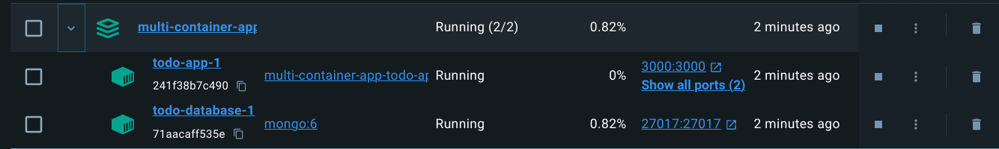 multi-container-app Running (2/2) 0.82% 2 minutes ago
todo-app-1
241f38b7c490
multi-container-app-todo-ap Running 0% 3000:3000 2 minutes ago
Show all ports (2)
todo-database-1
71aacaff535e
mongo:6 Running 0.82% 27017:27017 2 minutes ago